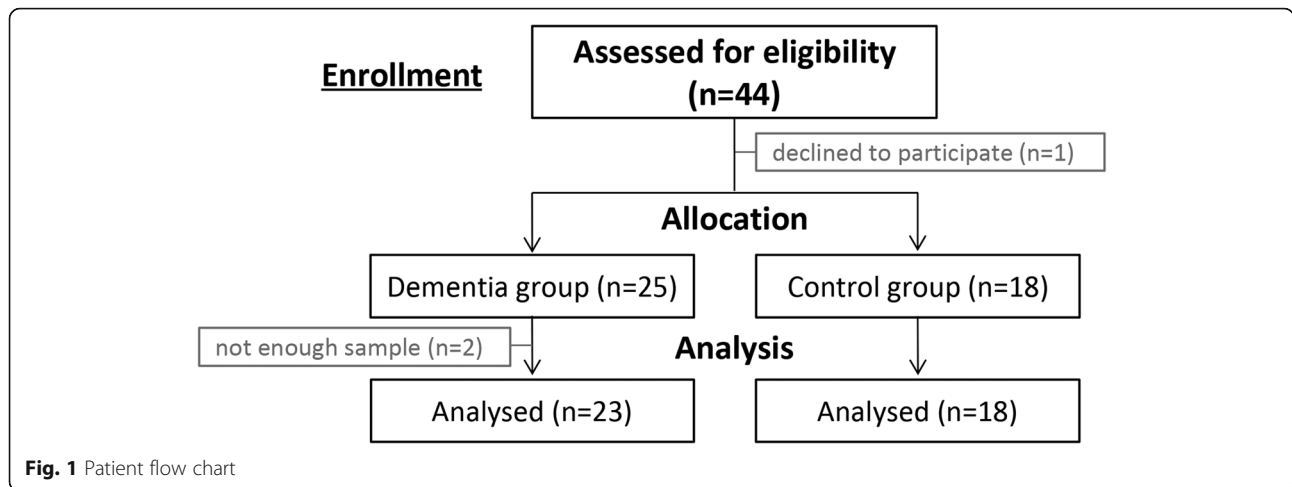 Enrollment
Assessed for eligibility
(n=44)
declined to participate (n=1)
Allocation
Dementia group (n=25)
Control group (n=18)
not enough sample (n=2)
Analysis
Analysed (n=23)
Analysed (n=18)
Fig. 1 Patient flow chart